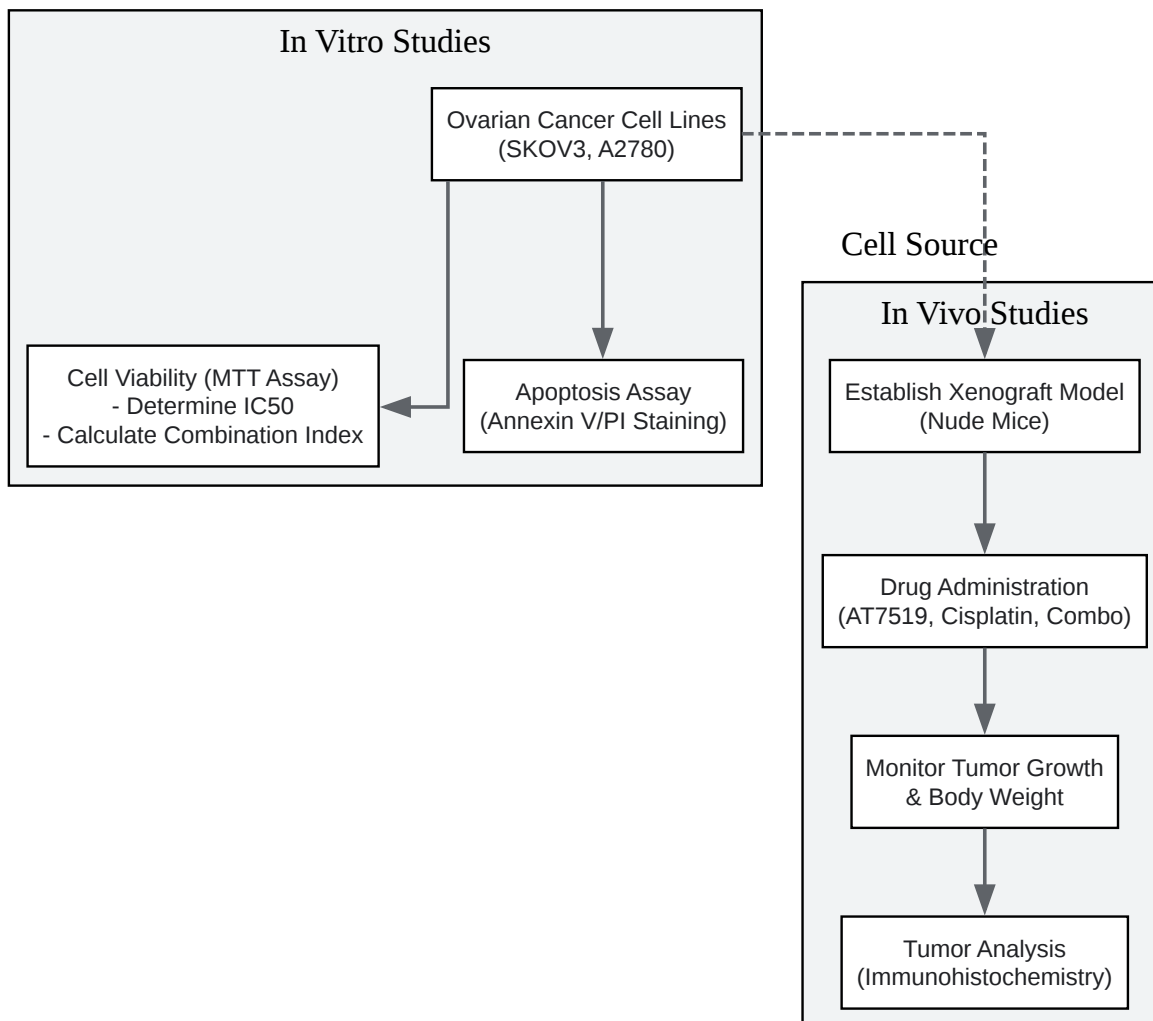 In Vitro Studies
Ovarian Cancer Cell Lines
(SKOV3, A2780)
Cell Viability (MTT Assay)
- Determine IC50
- Calculate Combination Index
Apoptosis Assay
(Annexin V/PI Staining)
Cell Source
In Vivo Studies
Establish Xenograft Model
(Nude Mice)
Drug Administration
(AT7519, Cisplatin, Combo)
Monitor Tumor Growth
& Body Weight
Tumor Analysis
(Immunohistochemistry)